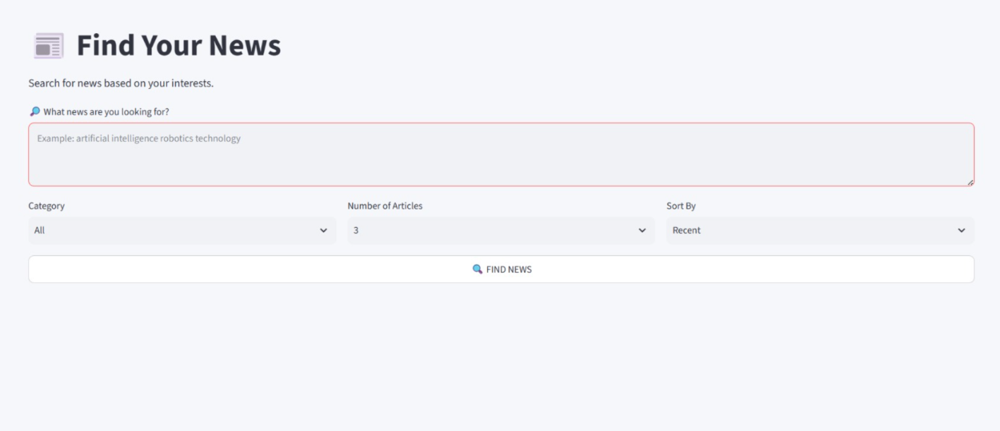 Find Your News
Search for news based on your interests.
What news are you looking for?
Example: artificial intelligence robotics technology
Category
Number of Articles
Sort By
All
3
Recent
FIND NEWS